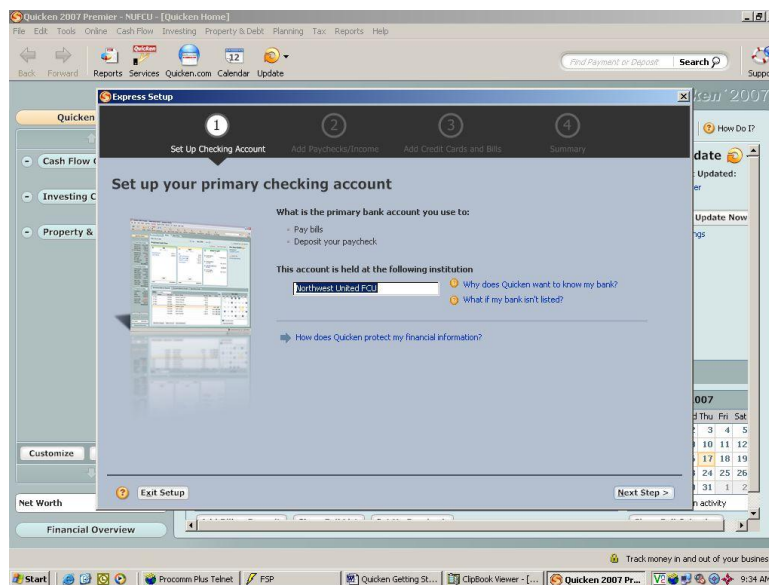 Quicken 2007 Premier - NUFCU - [Quicken Home]
File Edit Tools Online Cash Flow Investing Property & Debt Planning Tax Reports Help
Quicken
12
Back Forward Reports Services Quicken.com Calendar Update
Find Payment or Deposit Search
Quicken
How Do I?
Cash Flow
Investing
Property &
Updated:
Update Now
Express Setup
1 2 3 4
Set Up Checking Account Add Paychecks/Income Add Credit Cards and Bills Summary
Set up your primary checking account
What is the primary bank account you use to:
Pay bills
Deposit your paycheck
This account is held at the following institution
Northwest United FCU
Why does Quicken want to know my bank?
What if my bank isn't listed?
How does Quicken protect my financial information?
Exit Setup
Next Step >
007
Thu Fri Sat
3 4 5
10 11 12
17 18 19
24 25 26
31 1 2
Customize
Net Worth
n activity
Financial Overview
Track money in and out of your busines
Start
Procomm Plus Telnet
FSP
Quicken Getting St...
ClipBook Viewer - [...
Quicken 2007 Pr...
9:34 AM